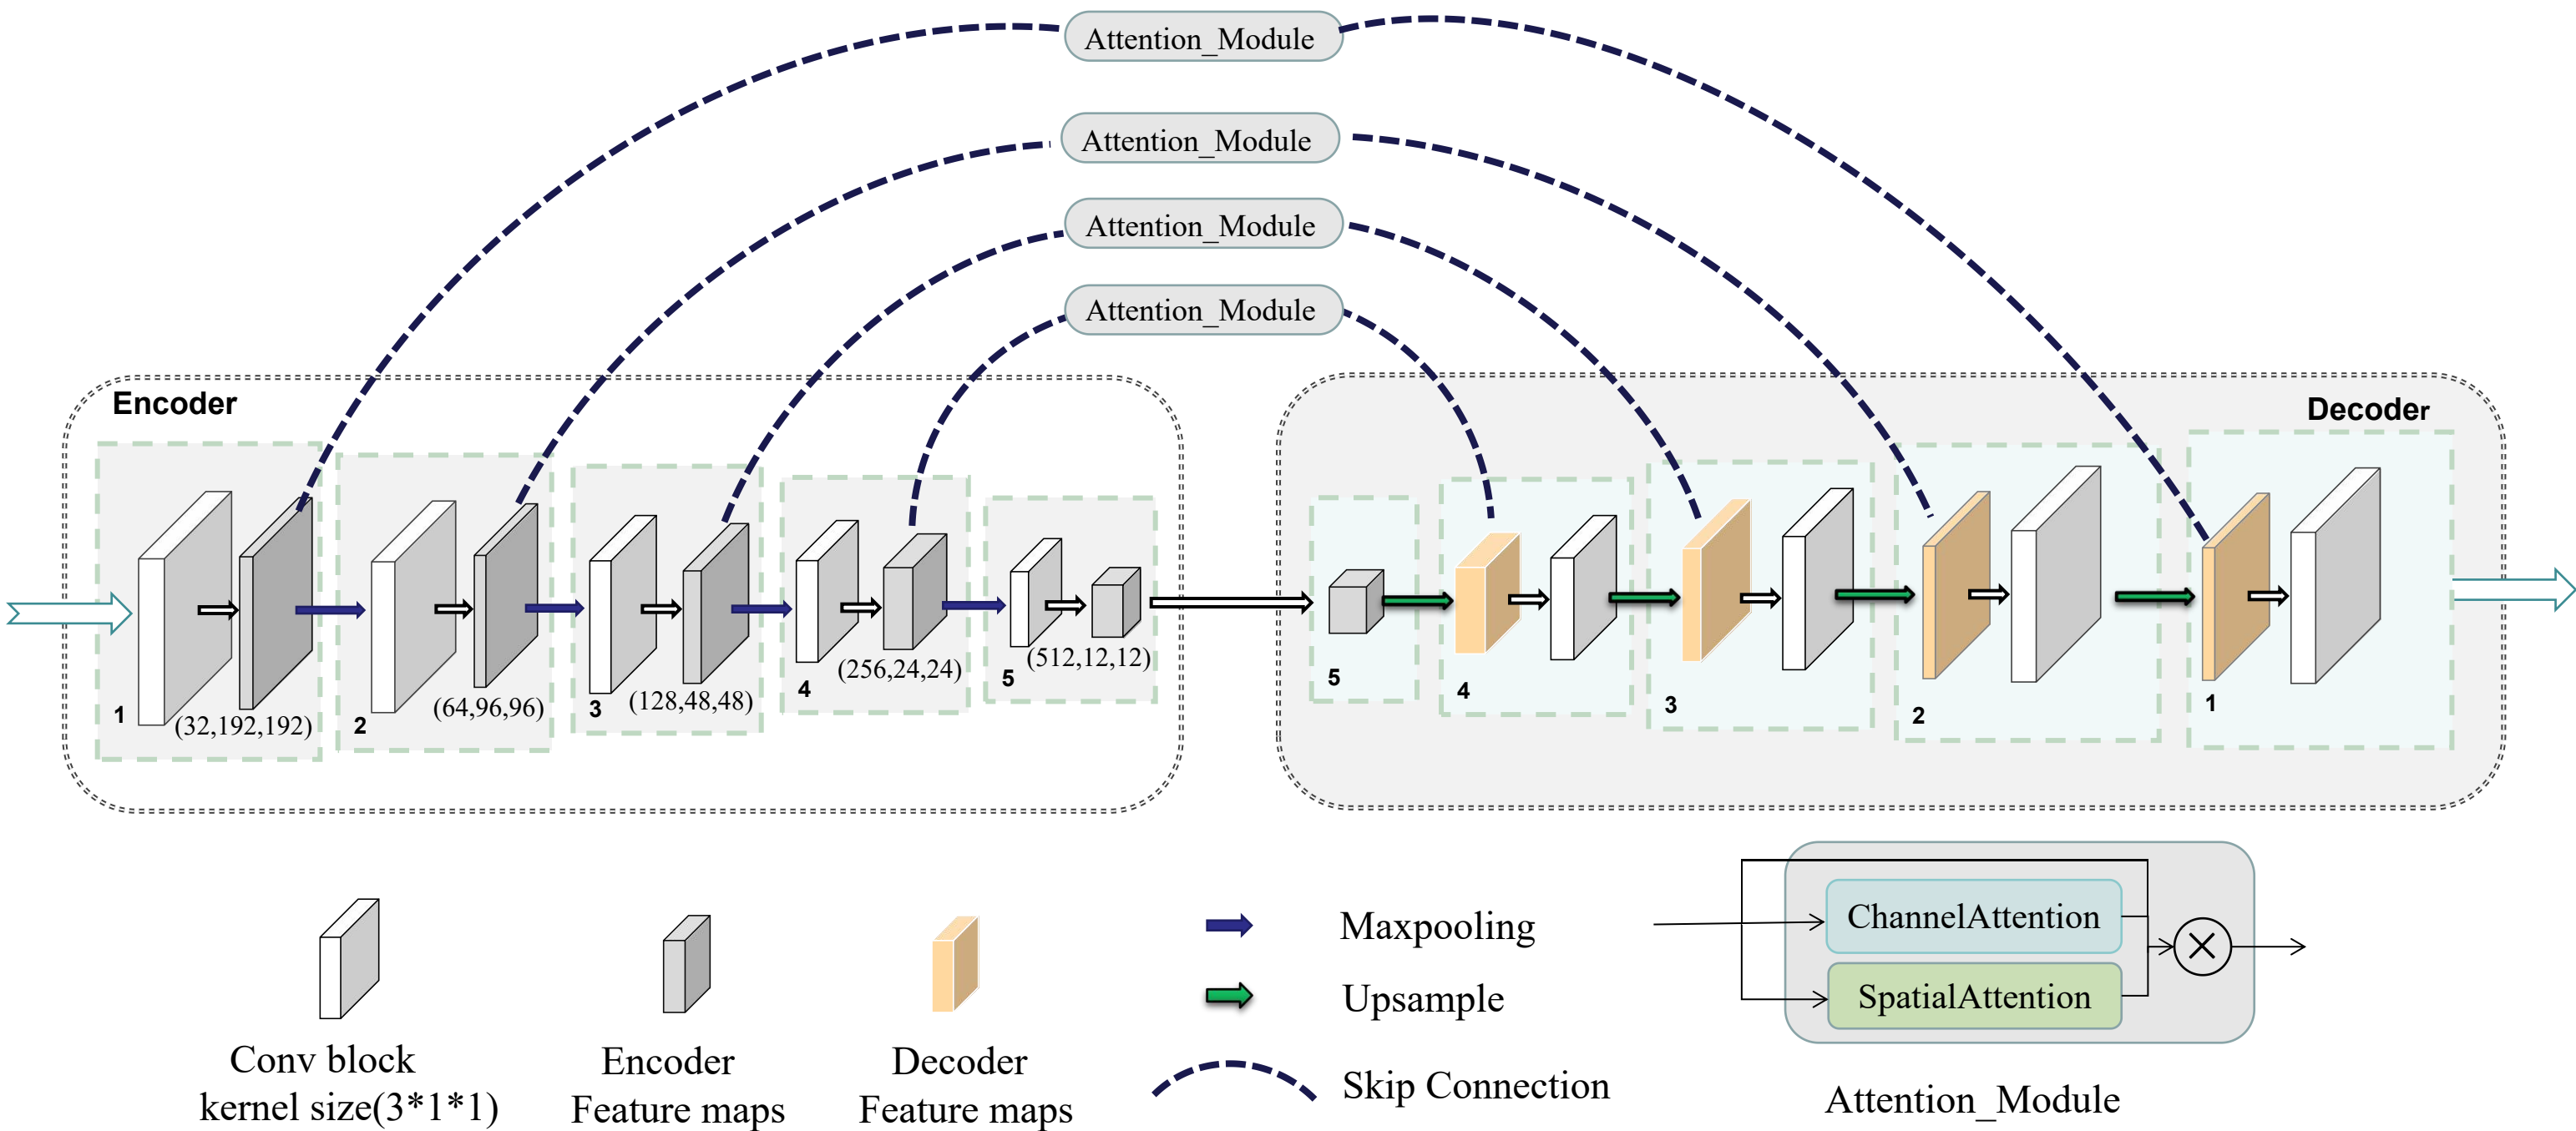 Attention_Module
Attention_Module
Attention_Module
Attention_Module
Encoder
Decoder
1
(32,192,192)
2
(64,96,96)
3
(128,48,48)
4
(256,24,24)
5
(512,12,12)
5
4
3
2
1
Conv block
kernel size(3*1*1)
Encoder
Feature maps
Decoder
Feature maps
Maxpooling
Upsample
Skip Connection
ChannelAttention
SpatialAttention
Attention_Module